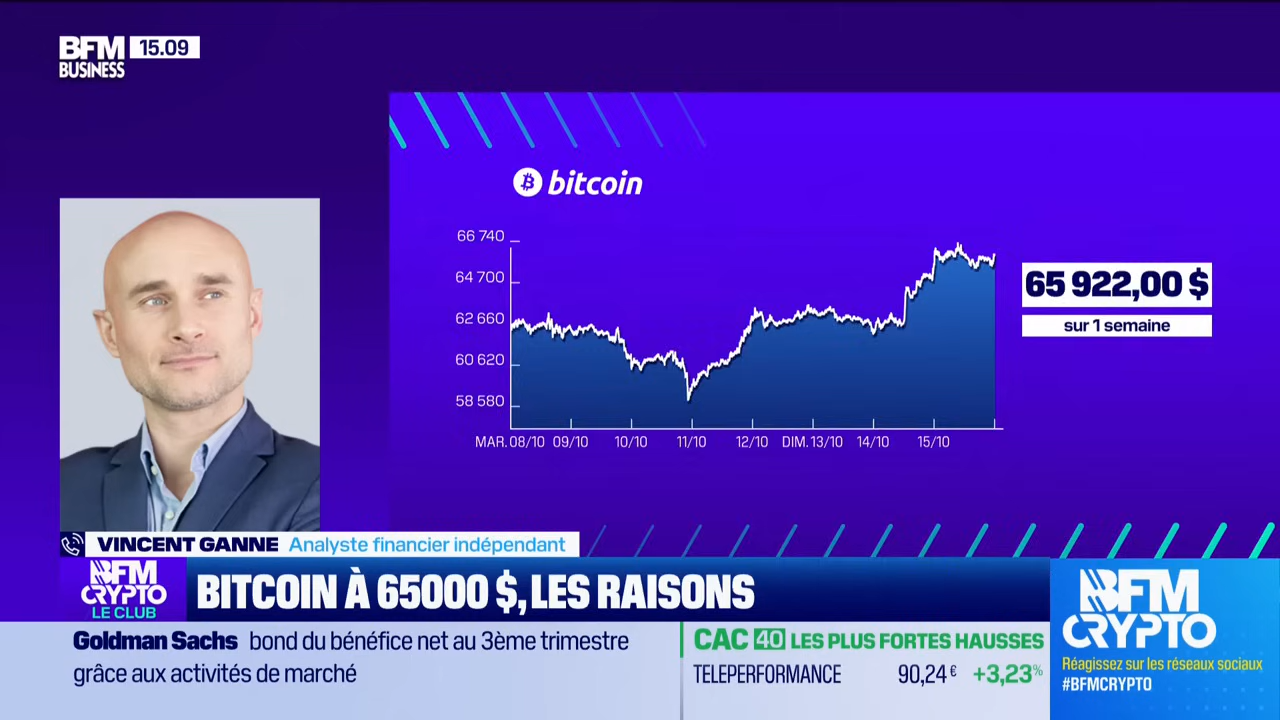 BFM
BUSINESS
15.09
bitcoin
66 740
64 700
62 660
60 620
58 580
MAR. 08/10 09/10 10/10 11/10 12/10 DIM. 13/10 14/10 15/10
65 922,00 $
sur 1 semaine
VINCENT GANNE Analyste financier indépendant
BFM
CRYPTO
LE CLUB
BITCOIN À 65000 $, LES RAISONS
Goldman Sachs bond du bénéfice net au 3ème trimestre
grâce aux activités de marché
CAC 40 LES PLUS FORTES HAUSSES
TELEPERFORMANCE 90,24 € +3,23%
BFM
CRYPTO
Réagissez sur les réseaux sociaux
#BFMCRYPTO